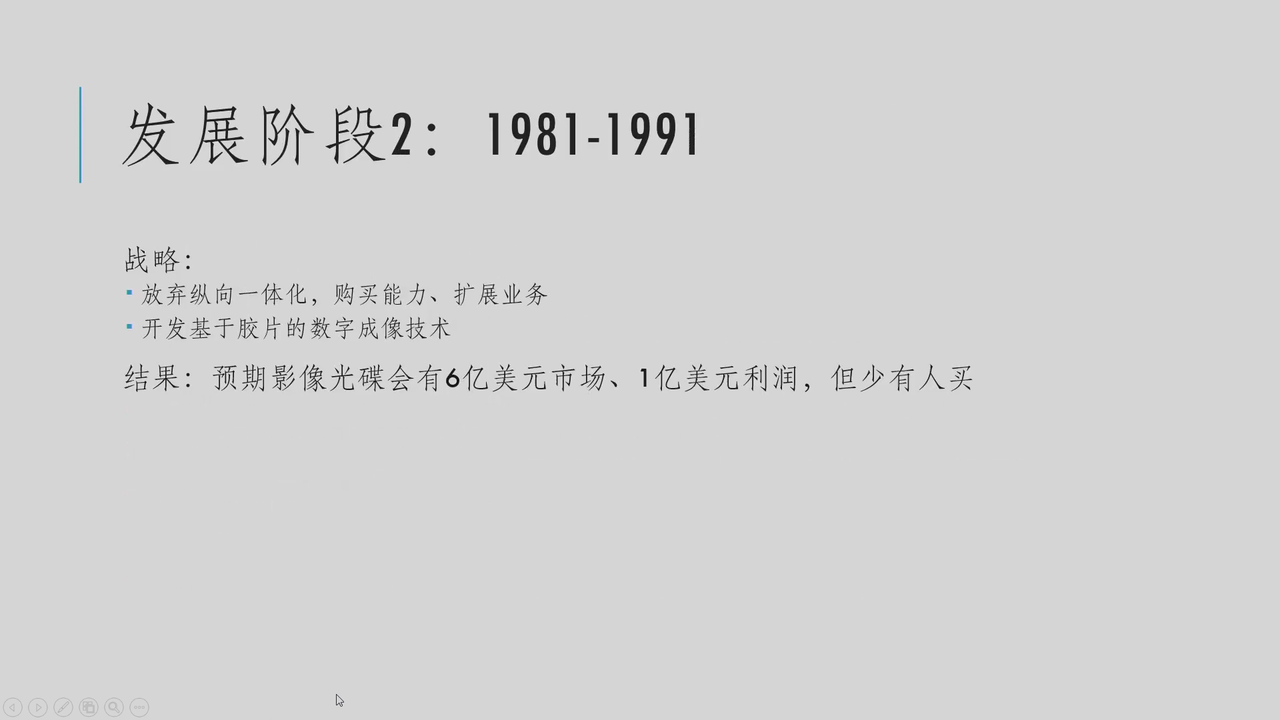 发展阶段2：1981-1991
战略：
放弃纵向一体化，购买能力、扩展业务
开发基于胶片的数字成像技术
结果：预期影像光碟会有6亿美元市场、1亿美元利润，但少有人买